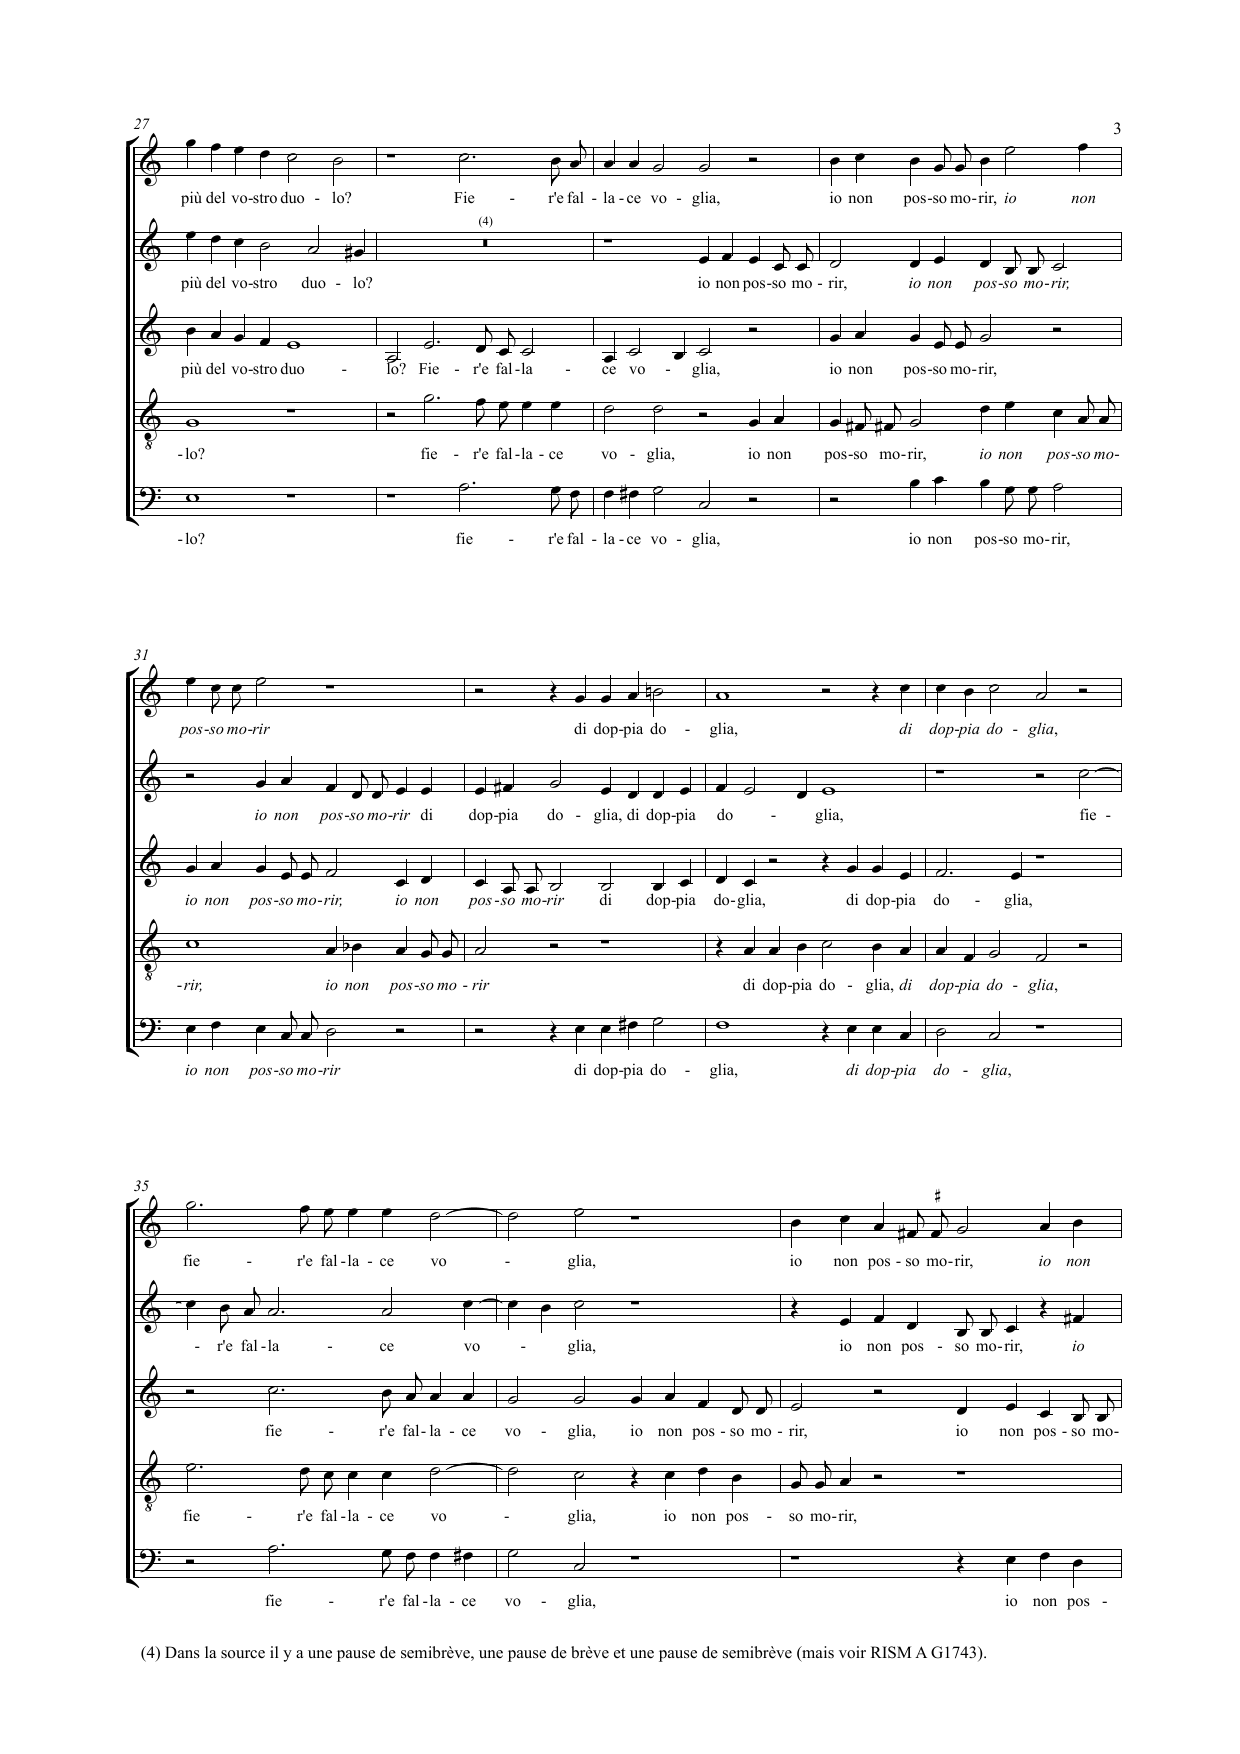 27
3
più del vo-stro duo - lo? Fie - r'e fal - la - ce vo - glia, io non pos-so mo-rir, io non
(4)
più del vo-stro duo - lo? io non pos-so mo - rir, io non pos-so mo-rir,
più del vo-stro duo - lo? Fie - r'e fal-la - ce vo - glia, io non pos-so mo-rir,
8
-lo? fie - r'e fal-la-ce vo - glia, io non pos-so mo-rir, io non pos-so mo-
-lo? fie - r'e fal - la - ce vo - glia, io non pos-so mo-rir,
31
pos-so mo-rir di dop-pia do - glia, di dop-pia do - glia,
io non pos-so mo-rir di dop-pia do - glia, di dop-pia do - glia, fie -
io non pos-so mo-rir, io non pos-so mo-rir di dop-pia do-glia, di dop-pia do - glia,
8
-rir, io non pos-so mo - rir di dop-pia do - glia, di dop-pia do - glia,
io non pos-so mo-rir di dop-pia do - glia, di dop-pia do - glia,
35
fie - r'e fal-la - ce vo - glia, io non pos - so mo-rir, io non
- r'e fal-la - ce vo - glia, io non pos - so mo-rir, io
fie - r'e fal-la - ce vo - glia, io non pos - so mo - rir, io non pos - so mo-
8
fie - r'e fal-la - ce vo - glia, io non pos - so mo-rir,
fie - r'e fal-la - ce vo - glia, io non pos -
(4) Dans la source il y a une pause de semibrève, une pause de brève et une pause de semibrève (mais voir RISM A G1743).